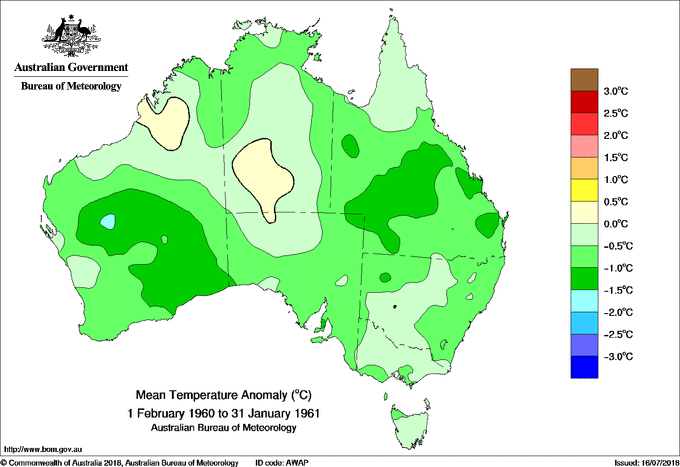 Australian Government
Bureau of Meteorology
3.0°C
2.5°C
2.0°C
1.5°C
1.0°C
0.5°C
0.0°C
−0.5°C
−1.0°C
−1.5°C
−2.0°C
−2.5°C
−3.0°C
Mean Temperature Anomaly (°C)
1 February 1960 to 31 January 1961
Australian Bureau of Meteorology
http://www.bom.gov.au
© Commonwealth of Australia 2018, Australian Bureau of Meteorology ID code: AWAP Issued: 16/07/2018